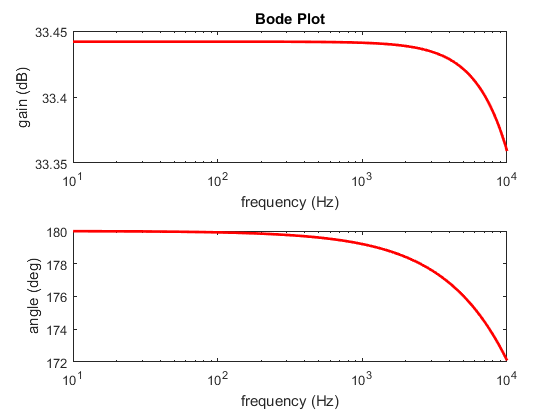 Bode Plot
33.45
33.4
33.35
gain (dB)
10^1 10^2 10^3 10^4
frequency (Hz)
180
178
176
174
172
angle (deg)
10^1 10^2 10^3 10^4
frequency (Hz)